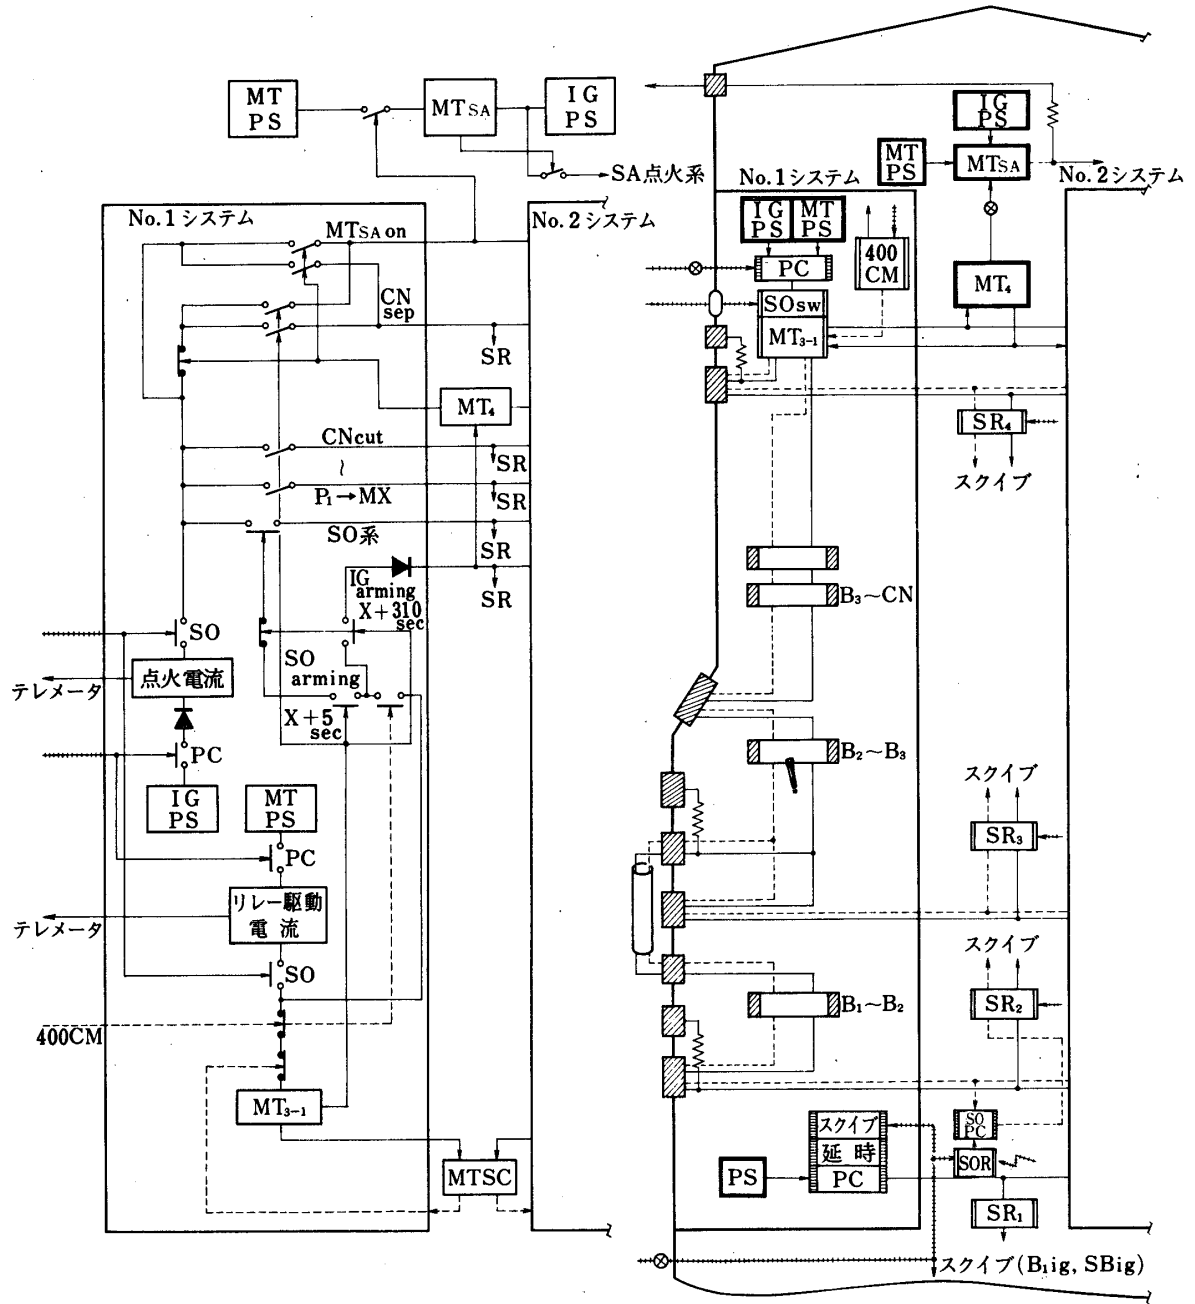 MT
PS
MTSA
IG
PS
SA点火系
No.1システム
No.2システム
MTSA on
CN
sep
SR
MT4
CNcut
SR
〜
P1→MX
SR
SO系
SR
IG
arming
X+310
sec
SR
SO
SO
arming
テレメータ
点火電流
X+5
sec
PC
IG
PS
MT
PS
PC
リレー駆動
電流
テレメータ
SO
400CM
MT3-1
MTSC
IG
PS
MT
PS
MTSA
No.1システム
No.2システム
IG
PS
MT
PS
PC
400
CM
MT4
SOsw
MT3-1
SR4
スクイブ
B3〜CN
B2〜B3
スクイブ
SR3
スクイブ
SR2
B1〜B2
スクイブ
延時
PC
PS
SO
PC
SOR
SR1
スクイブ(B1ig, SBig)